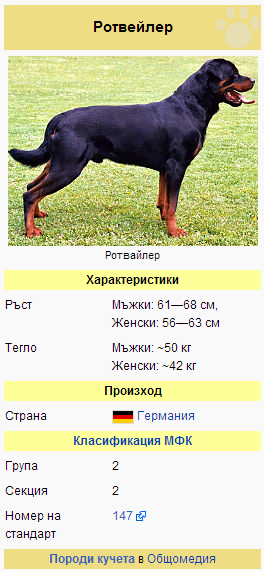 Ротвейлер
Ротвайлер
Характеристики
Ръст Мъжки: 61—68 см,
Женски: 56—63 см
Тегло Мъжки: ~50 кг
Женски: ~42 кг
Произход
Страна Германия
Класификация МФК
Група 2
Секция 2
Номер на 147
стандарт
Породи кучета в Общомедия